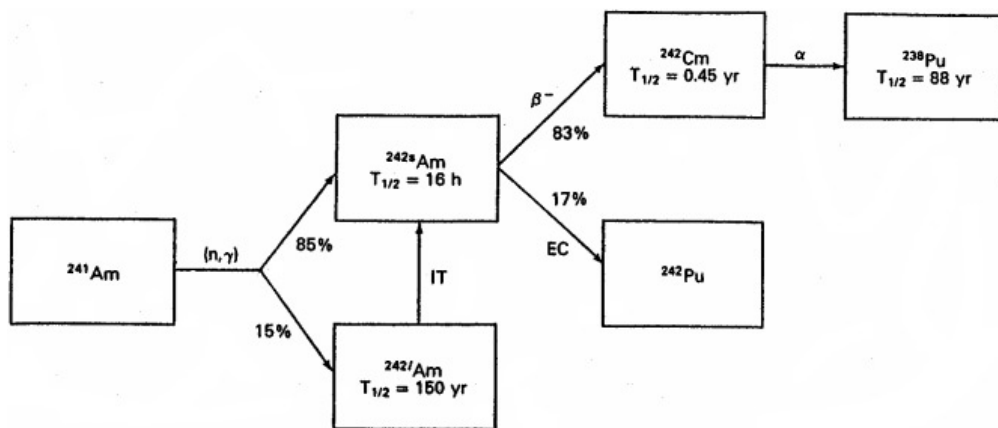 ²⁴¹Am
(n,γ)
85%
15%
²⁴²ˢAm
T₁/₂ = 16 h
IT
²⁴²ˡAm
T₁/₂ = 150 yr
β⁻
83%
17%
EC
²⁴²Cm
T₁/₂ = 0.45 yr
α
²³⁸Pu
T₁/₂ = 88 yr
²⁴²Pu